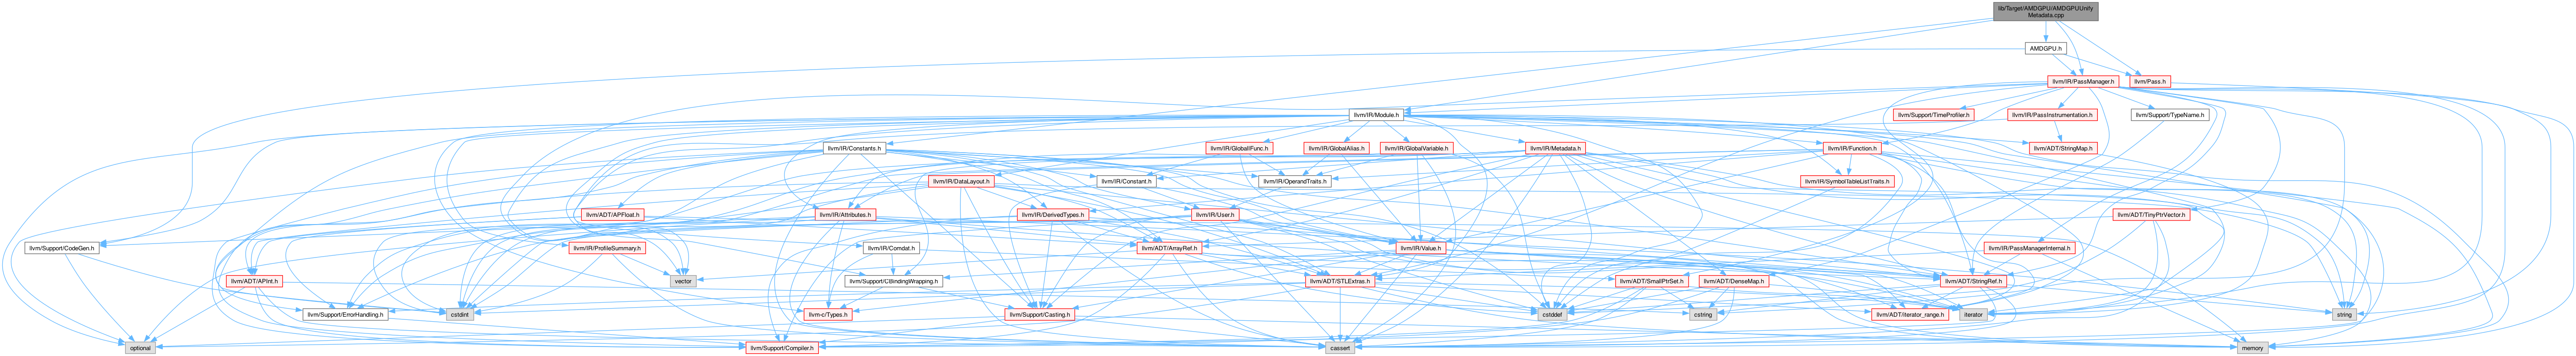 lib/Target/AMDGPU/AMDGPUUnify
Metadata.cpp
AMDGPU.h
llvm/IR/PassManager.h
llvm/Pass.h
llvm/IR/Module.h
llvm/Support/TimeProfiler.h
llvm/IR/PassInstrumentation.h
llvm/Support/TypeName.h
llvm/IR/Constants.h
llvm/IR/GlobalIFunc.h
llvm/IR/GlobalAlias.h
llvm/IR/GlobalVariable.h
llvm/IR/Metadata.h
llvm/IR/Function.h
llvm/ADT/StringMap.h
llvm/IR/DataLayout.h
llvm/IR/Constant.h
llvm/IR/OperandTraits.h
llvm/IR/SymbolTableListTraits.h
llvm/ADT/APFloat.h
llvm/IR/Attributes.h
llvm/IR/DerivedTypes.h
llvm/IR/User.h
llvm/ADT/TinyPtrVector.h
llvm/Support/CodeGen.h
llvm/IR/ProfileSummary.h
llvm/IR/Comdat.h
llvm/ADT/ArrayRef.h
llvm/IR/Value.h
llvm/IR/PassManagerInternal.h
llvm/ADT/APInt.h
vector
llvm/Support/CBindingWrapping.h
llvm/ADT/STLExtras.h
llvm/ADT/SmallPtrSet.h
llvm/ADT/DenseMap.h
llvm/ADT/StringRef.h
llvm/Support/ErrorHandling.h
cstdint
llvm-c/Types.h
llvm/Support/Casting.h
cstddef
cstring
llvm/ADT/iterator_range.h
iterator
string
optional
llvm/Support/Compiler.h
cassert
memory